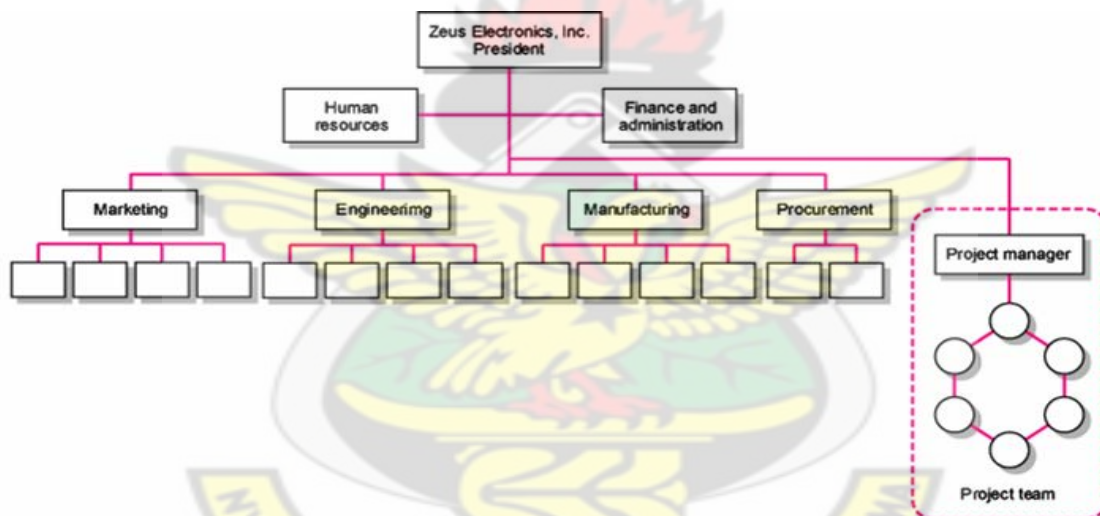 Zeus Electronics, Inc.
President
Human
resources
Finance and
administration
Marketing
Engineerimg
Manufacturing
Procurement
Project manager
Project team